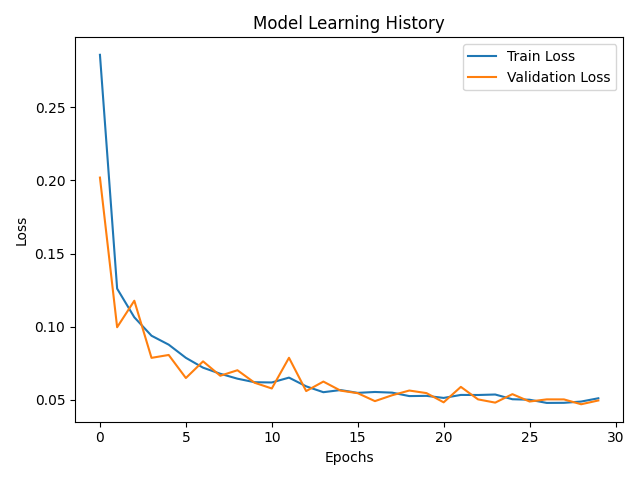 Model Learning History
Train Loss
Validation Loss
Loss
0.25
0.20
0.15
0.10
0.05
0 5 10 15 20 25 30
Epochs